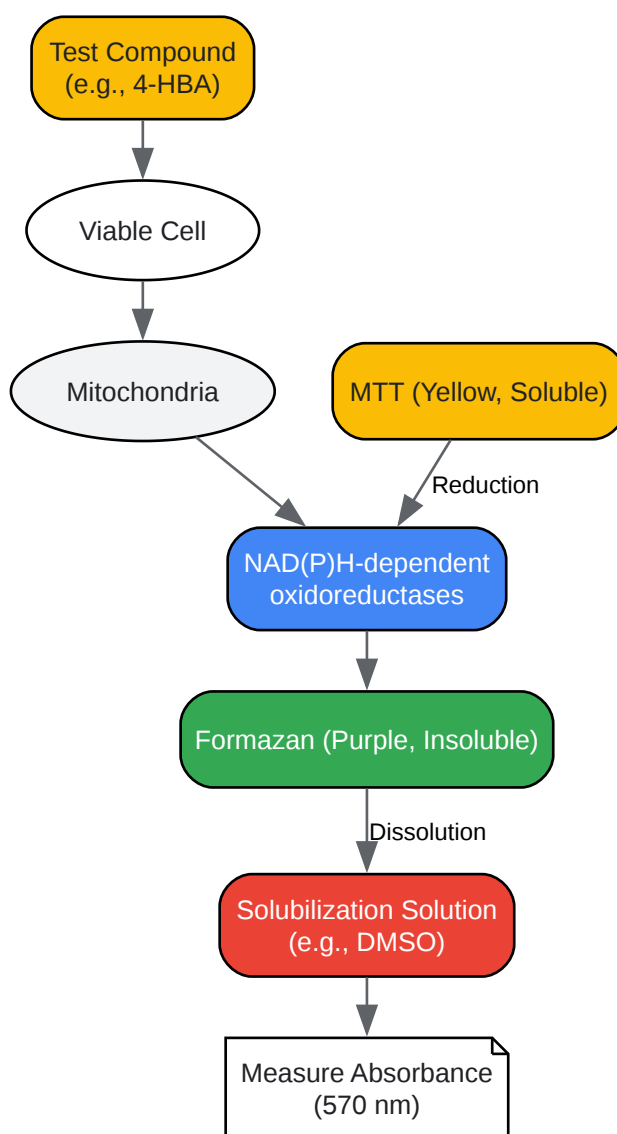 Test Compound
(e.g., 4-HBA)
Viable Cell
Mitochondria
MTT (Yellow, Soluble)
Reduction
NAD(P)H-dependent
oxidoreductases
Formazan (Purple, Insoluble)
Dissolution
Solubilization Solution
(e.g., DMSO)
Measure Absorbance
(570 nm)